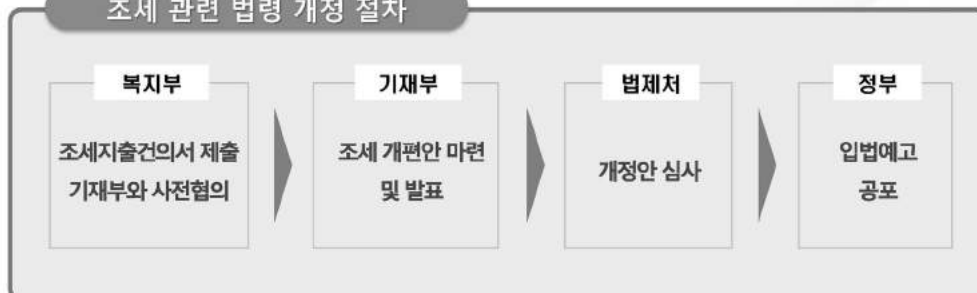 조세 관련 법령 개정 절차
복지부
조세지출건의서 제출
기재부와 사전협의
기재부
조세 개편안 마련
및 발표
법제처
개정안 심사
정부
입법예고
공포